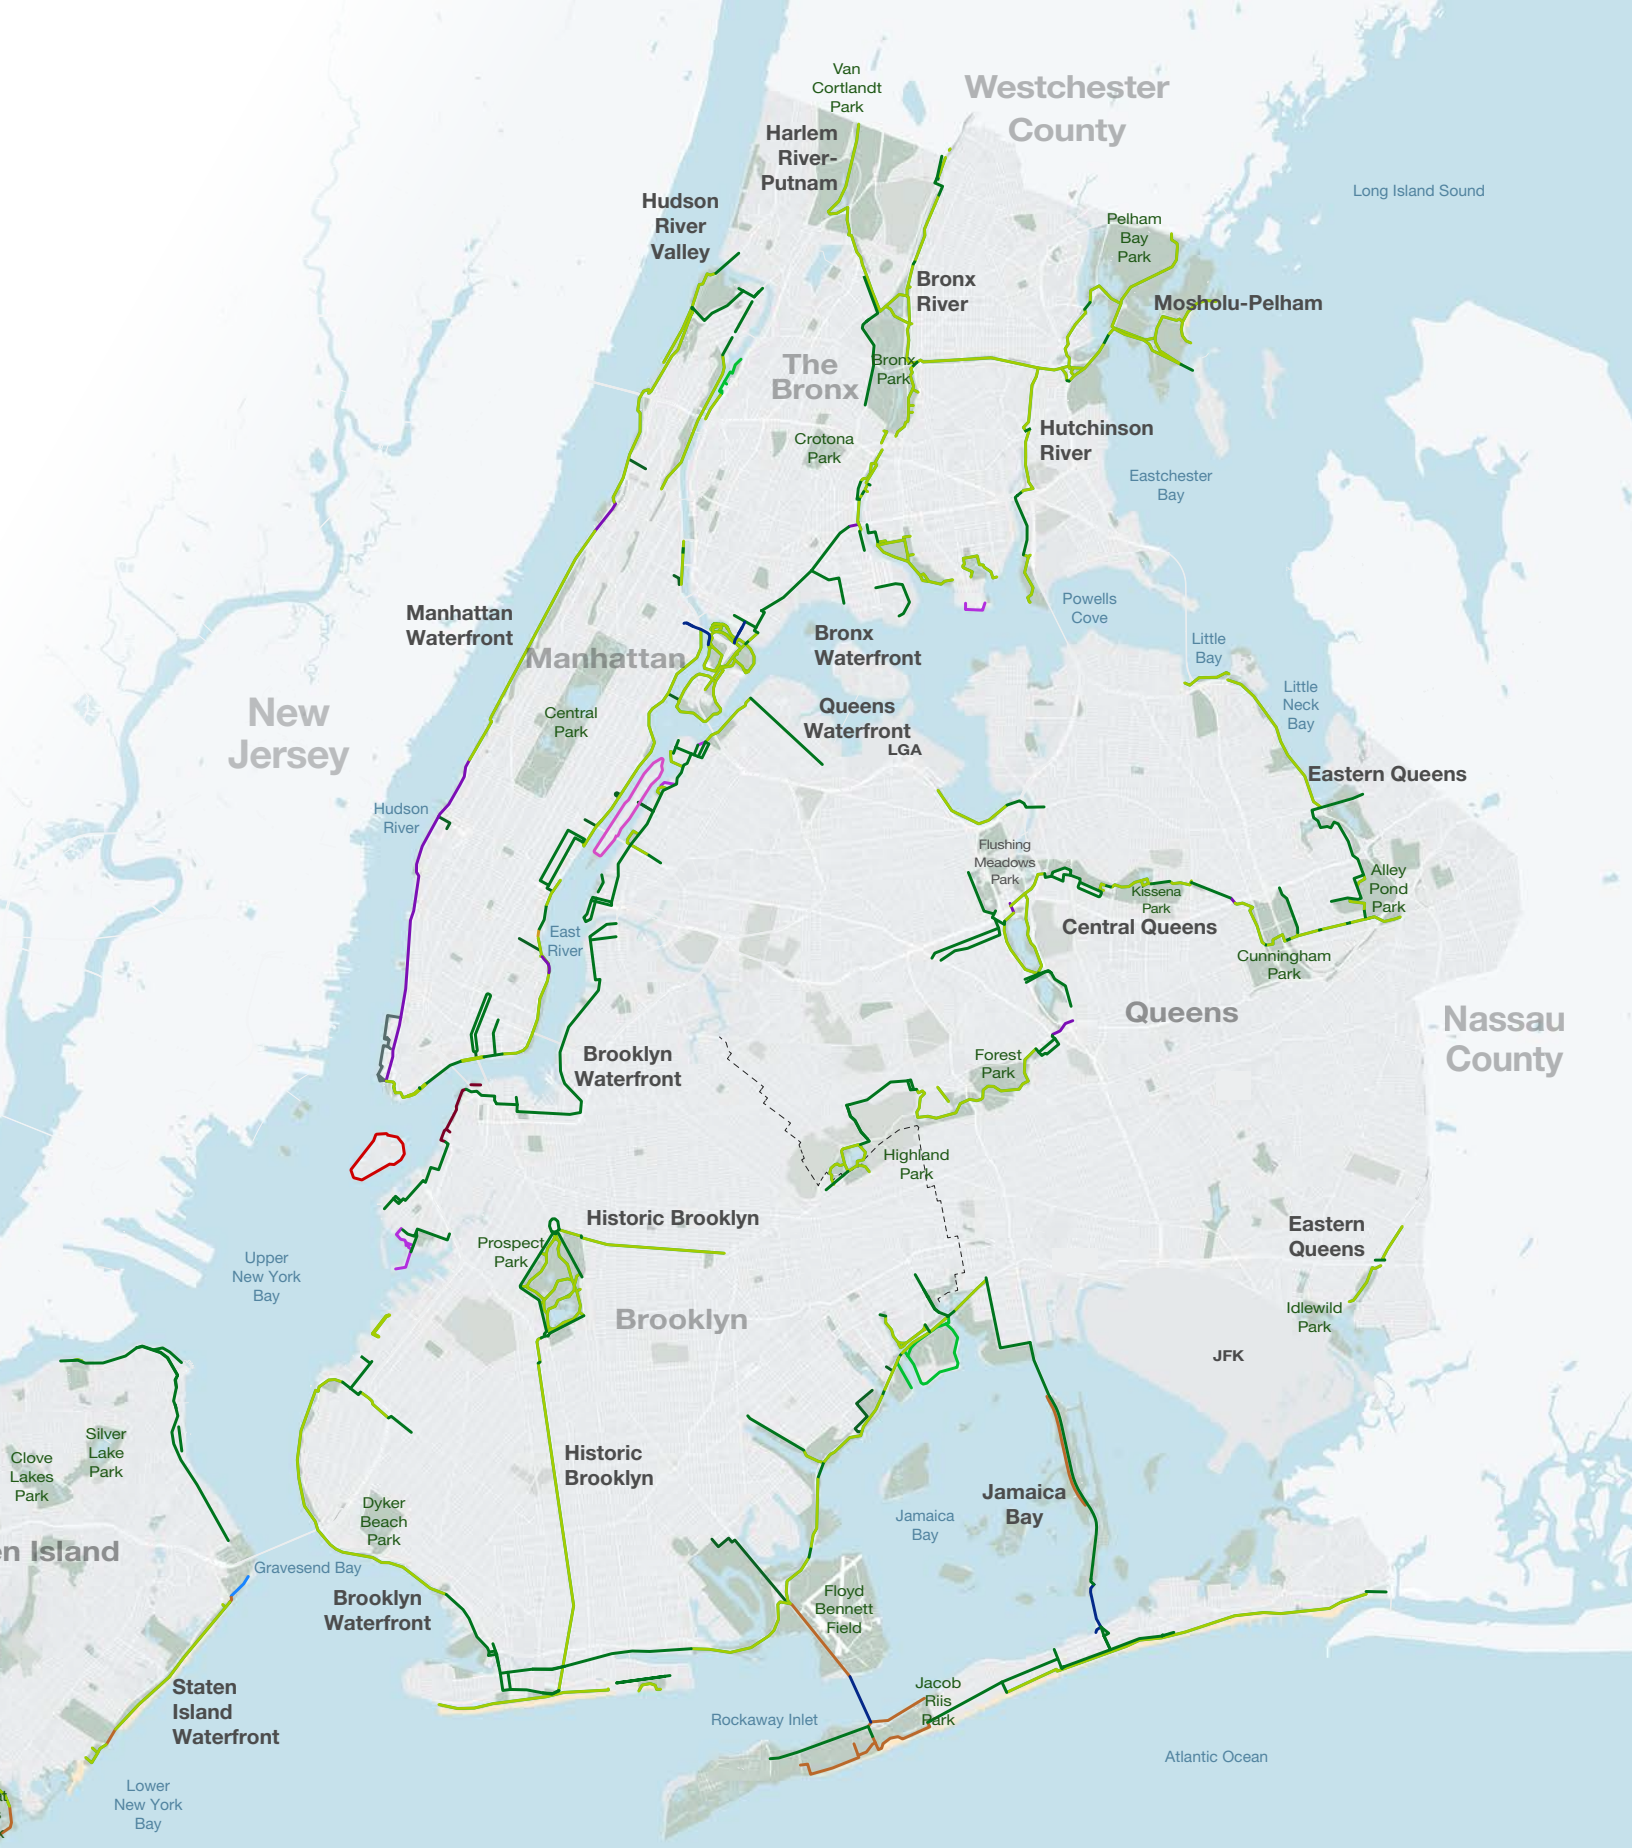 Van
Cortlandt
Park
Westchester
County
Harlem
River-
Putnam
Long Island Sound
Hudson
River
Valley
Pelham
Bay
Park
Bronx
River
Mosholu-Pelham
The
Bronx
Bronx
Park
Crotona
Park
Hutchinson
River
Eastchester
Bay
Manhattan
Waterfront
Powells
Cove
Bronx
Waterfront
Little
Bay
Manhattan
New
Jersey
Central
Park
Queens
Waterfront
LGA
Little
Neck
Bay
Eastern Queens
Hudson
River
Flushing
Meadows
Park
Kissena
Park
Alley
Pond
Park
Central Queens
East
River
Cunningham
Park
Queens
Nassau
County
Brooklyn
Waterfront
Forest
Park
Highland
Park
Historic Brooklyn
Prospect
Park
Eastern
Queens
Upper
New York
Bay
Brooklyn
Idlewild
Park
JFK
Silver
Lake
Park
Clove
Lakes
Park
Historic
Brooklyn
Jamaica
Bay
Dyker
Beach
Park
Jamaica
Bay
en Island
Gravesend Bay
Brooklyn
Waterfront
Floyd
Bennett
Field
Staten
Island
Waterfront
Jacob
Riis
Park
Rockaway Inlet
Atlantic Ocean
Lower
New York
Bay